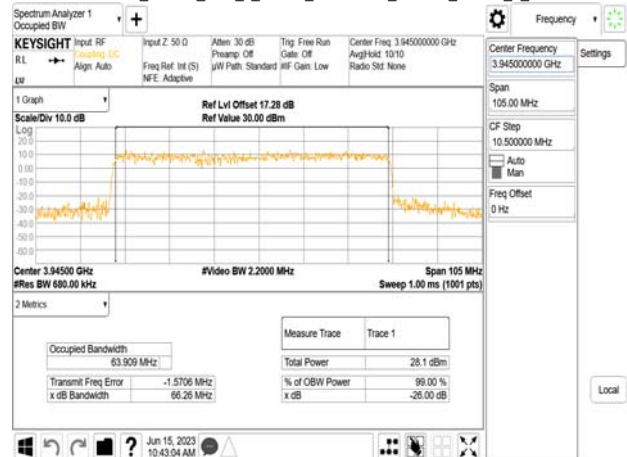 Spectrum Analyzer 1
Occupied BW
Frequency
KEYSIGHT
Input: RF
Coupling: DC
Align: Auto
Input Z: 50 Ω
Freq Ref: Int (S)
NFE: Adaptive
Atten: 30 dB
Preamp: Off
µW Path: Standard
Trig: Free Run
Gate: Off
#IF Gain: Low
Center Freq: 3.945000000 GHz
Avg|Hold: 10/10
Radio Std: None
RL
Center Frequency
3.945000000 GHz
Settings
Span
105.00 MHz
CF Step
10.500000 MHz
Auto
Man
Freq Offset
0 Hz
Local
1 Graph
Scale/Div 10.0 dB
Ref Lvl Offset 17.28 dB
Ref Value 30.00 dBm
Log
20.0
10.0
0.00
-10.0
-20.0
-30.0
-40.0
-50.0
-60.0
Center 3.94500 GHz
#Video BW 2.2000 MHz
Span 105 MHz
#Res BW 680.00 kHz
Sweep 1.00 ms (1001 pts)
2 Metrics
Occupied Bandwidth
63.909 MHz
Transmit Freq Error -1.5706 MHz
x dB Bandwidth 66.26 MHz
Measure Trace Trace 1
Total Power 28.1 dBm
% of OBW Power 99.00 %
x dB -26.00 dB
Jun 15, 2023
10:43:04 AM